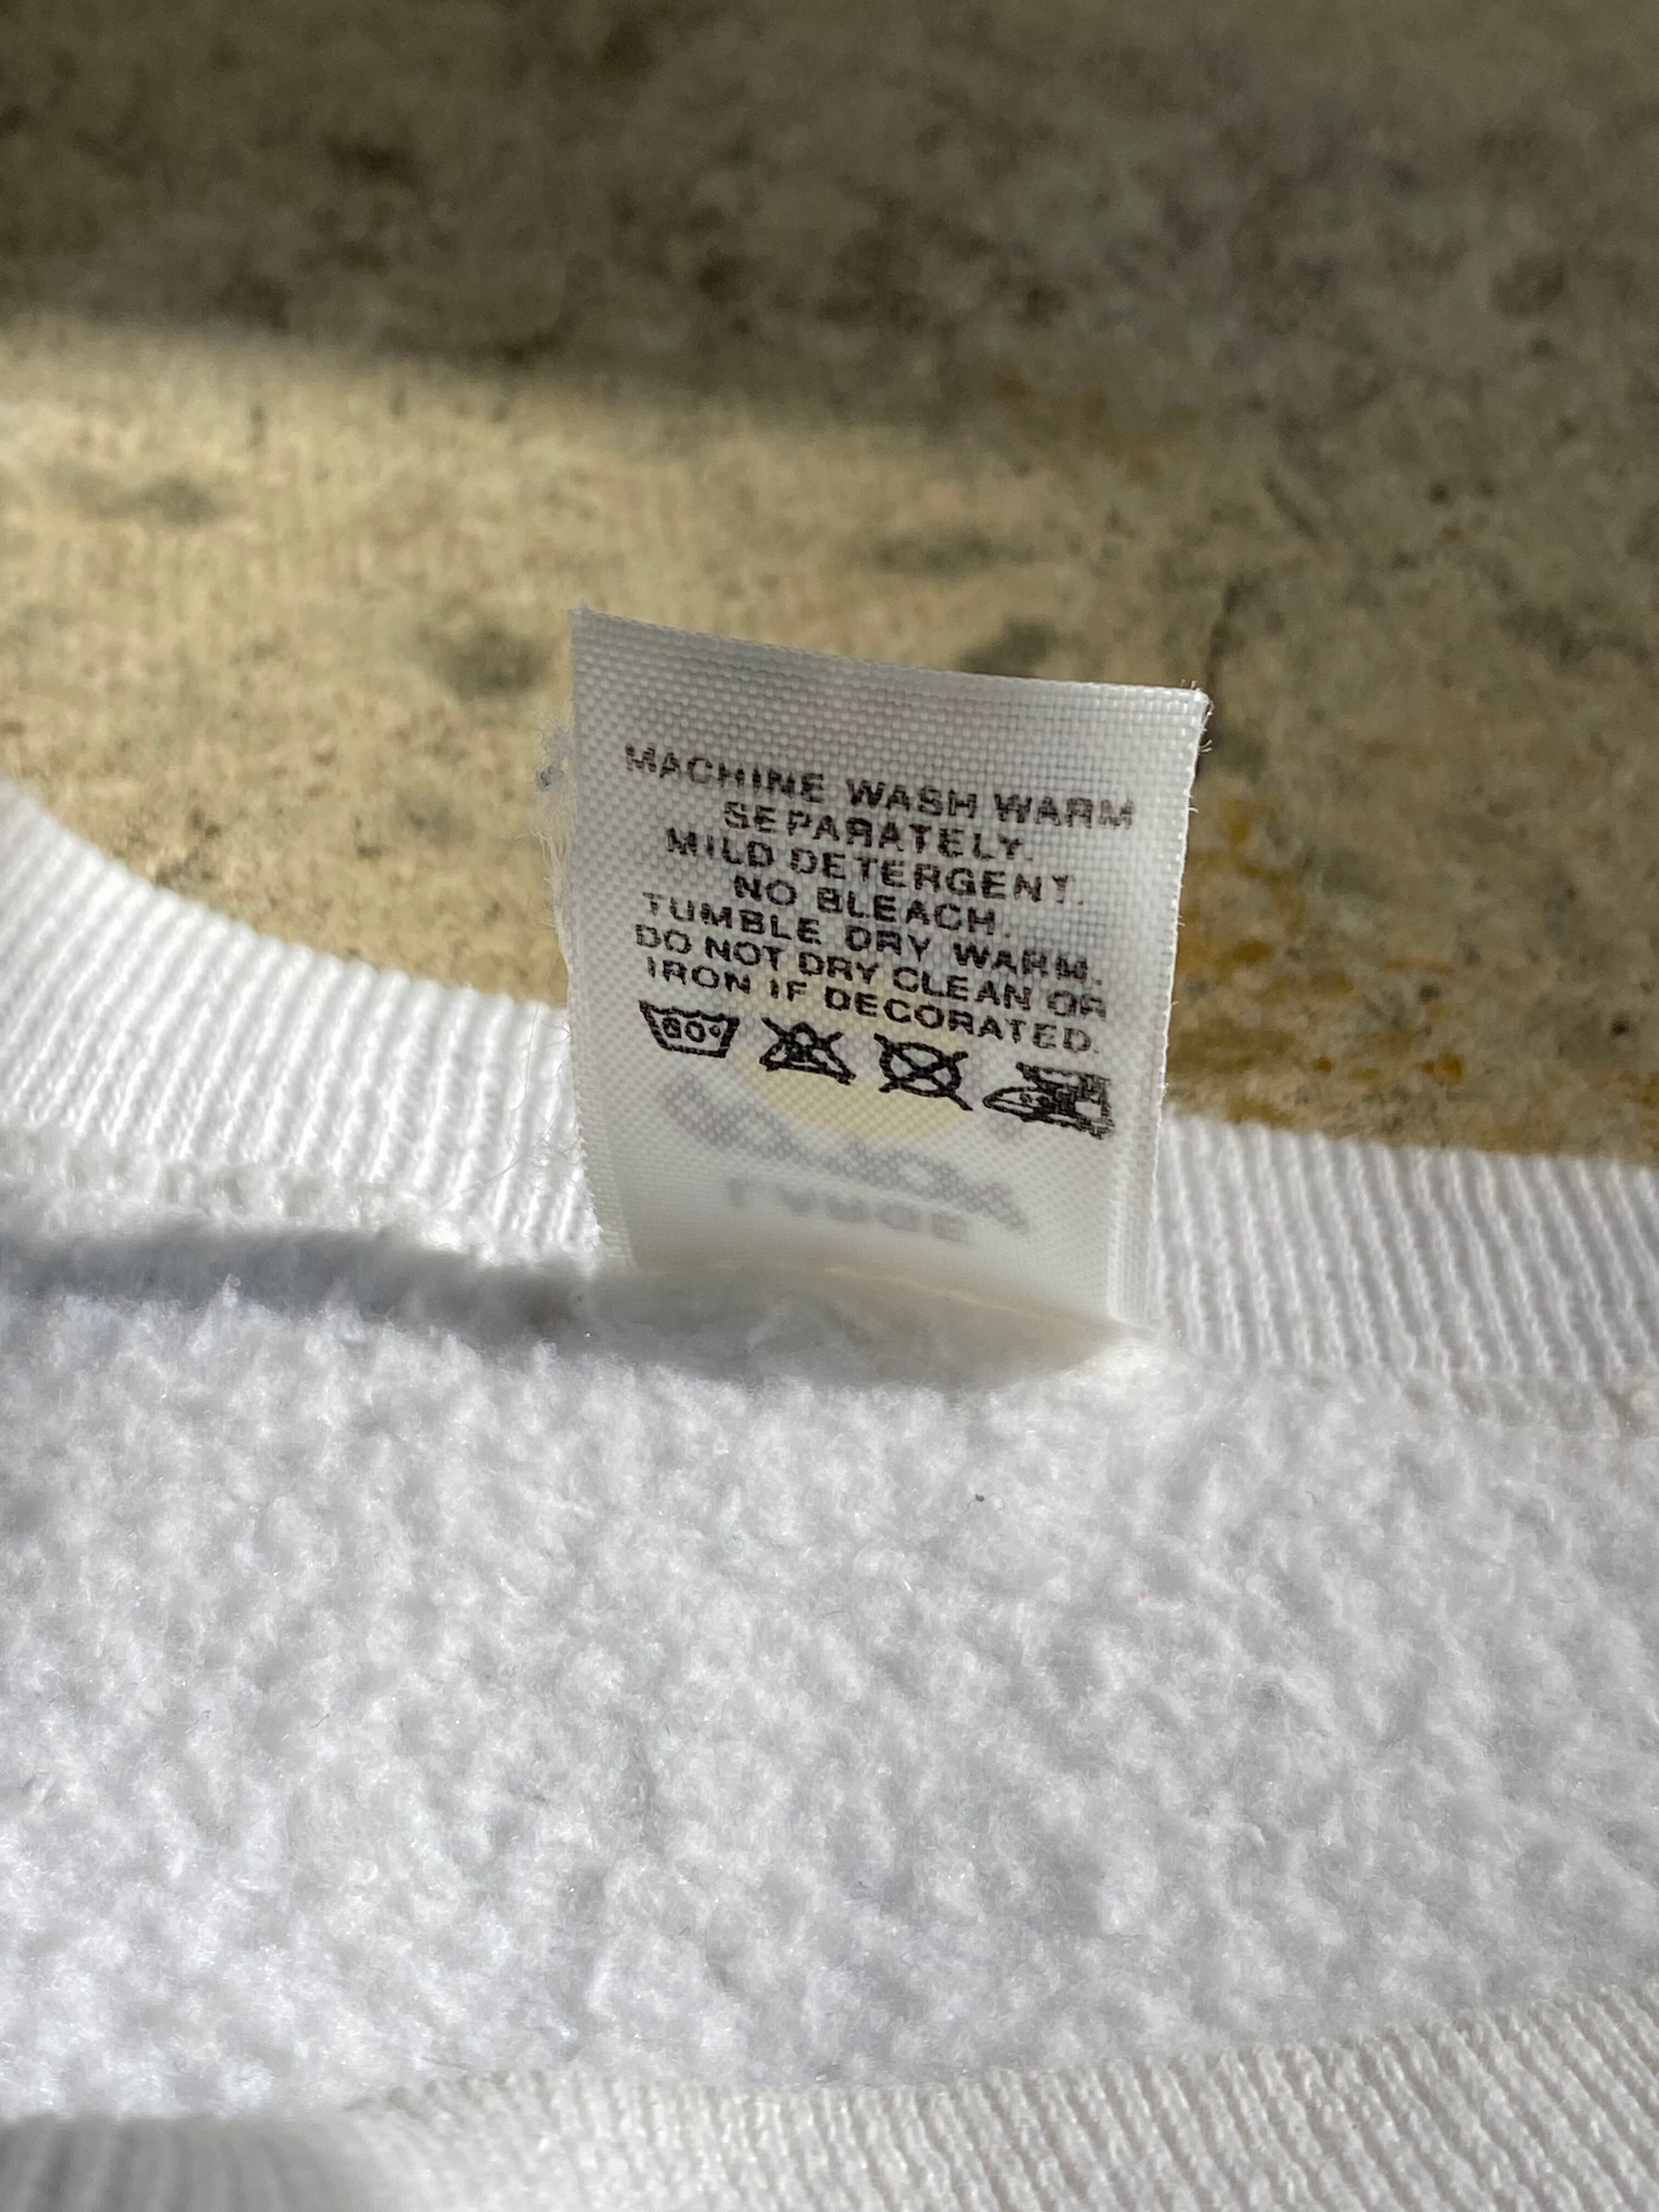 MACHINE WASH WARM
SEPARATELY.
MILD DETERGENT.
NO BLEACH.
TUMBLE DRY WARM.
DO NOT DRY CLEAN OR
IRON IF DECORATED.
60°
LARGE